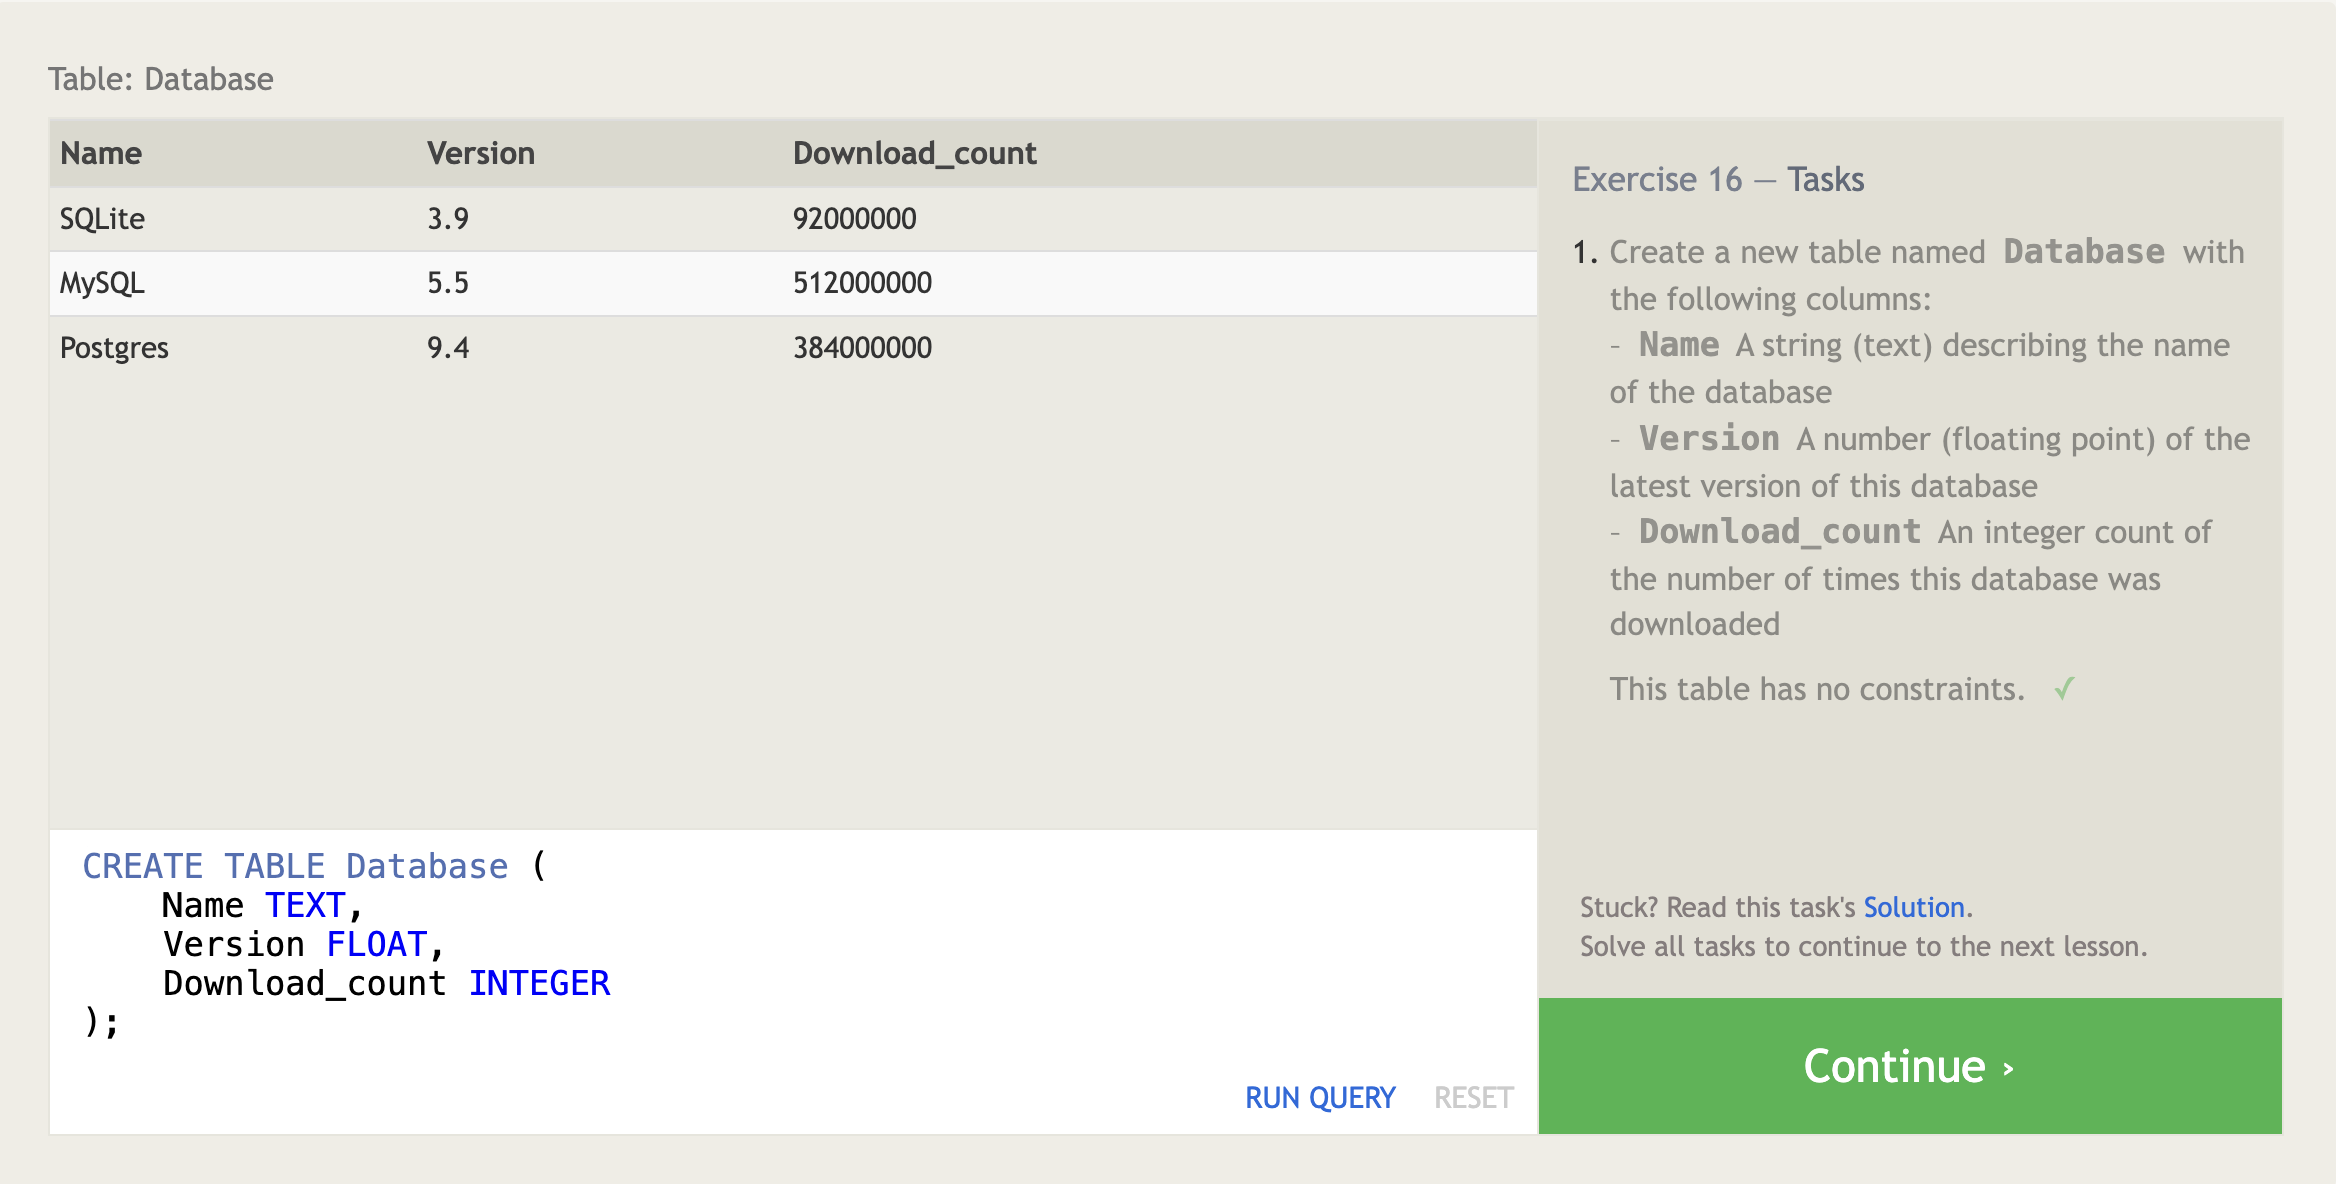 Table: Database
Name Version Download_count
SQLite 3.9 92000000
MySQL 5.5 512000000
Postgres 9.4 384000000
CREATE TABLE Database (
    Name TEXT,
    Version FLOAT,
    Download_count INTEGER
);
RUN QUERY RESET
Exercise 16 — Tasks
1. Create a new table named Database with
the following columns:
- Name A string (text) describing the name
of the database
- Version A number (floating point) of the
latest version of this database
- Download_count An integer count of
the number of times this database was
downloaded
This table has no constraints. ✓
Stuck? Read this task's Solution.
Solve all tasks to continue to the next lesson.
Continue ›